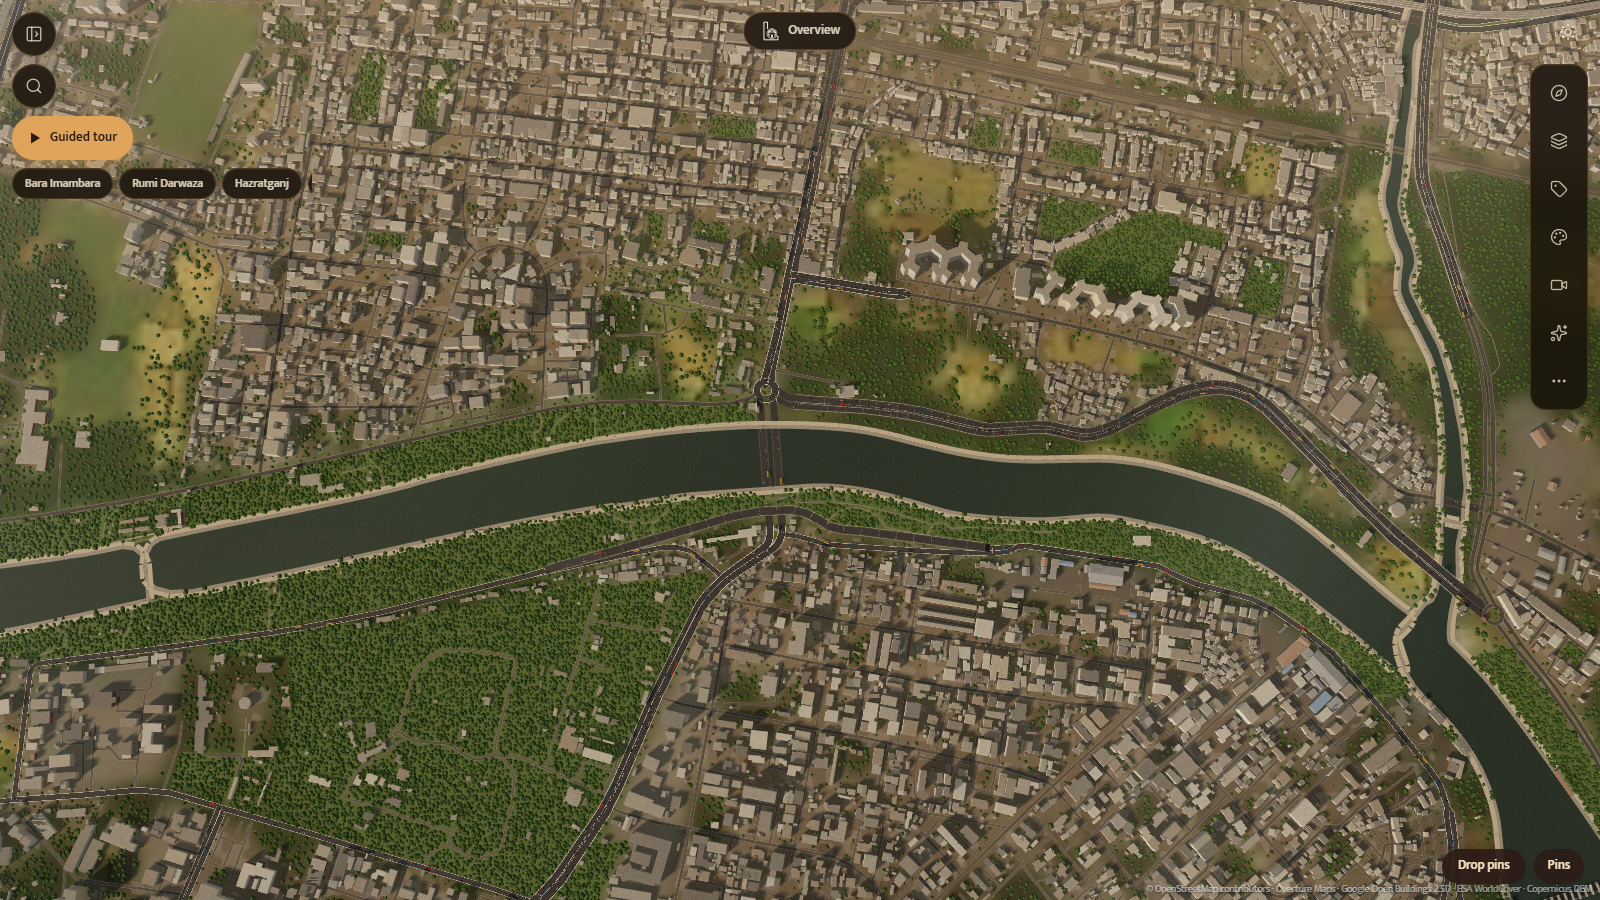 Overview
Guided tour
Bara Imambara
Rumi Darwaza
Hazratganj
Drop pins
Pins
© OpenStreetMap contributors · Overture Maps · Google Open Buildings 2.5D · ESA WorldCover · Copernicus DEM